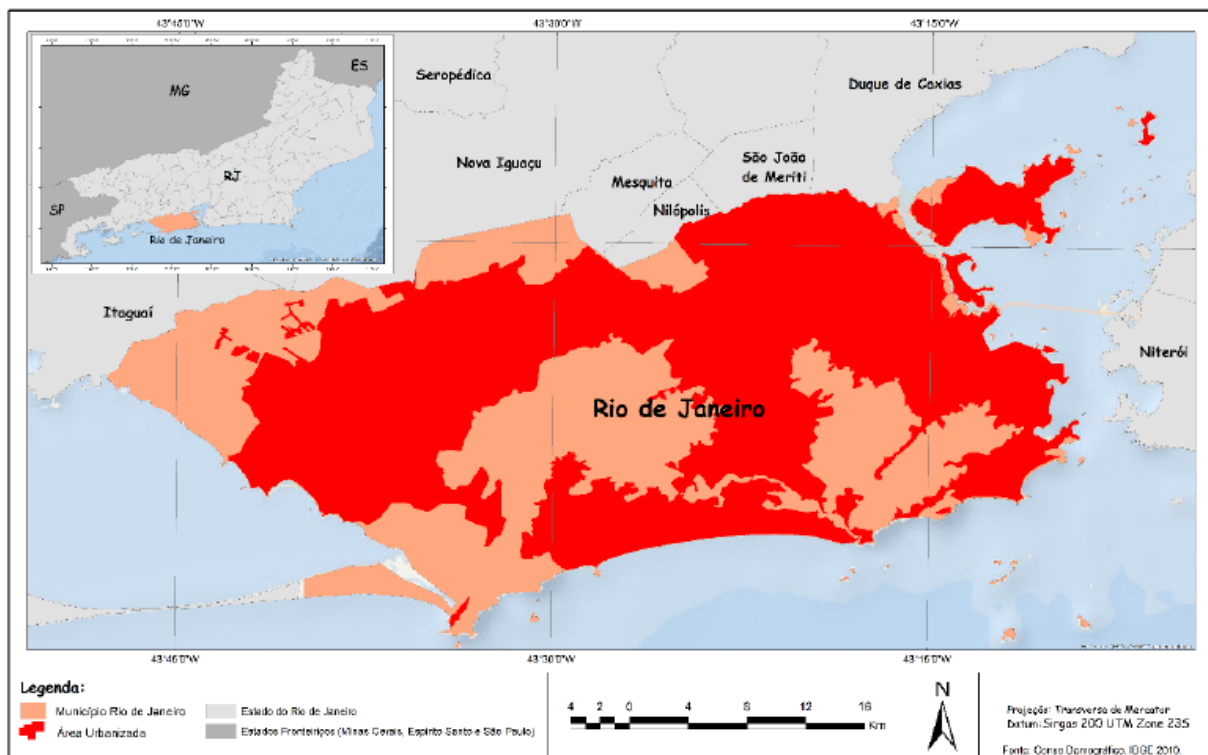 43°45'0"W 43°30'0"W 43°15'0"W
MG
ES
RJ
SP
Rio de Janeiro
Seropédica
Duque de Caxias
Nova Iguaçu
Mesquita
São João
de Meriti
Nilópolis
Itaguaí
Niterói
Rio de Janeiro
43°45'0"W 43°30'0"W 43°15'0"W
Legenda:
Município Rio de Janeiro
Área Urbanizada
Estado do Rio de Janeiro
Estados Fronteiriços (Minas Gerais, Espírito Santo e São Paulo)
4 2 0 4 8 12 16
Km
N
Projeção: Transversa de Mercator
Datum: Sirgas 200 UTM Zone 23S
Fonte: Censo Demográfico, IBGE 2010.